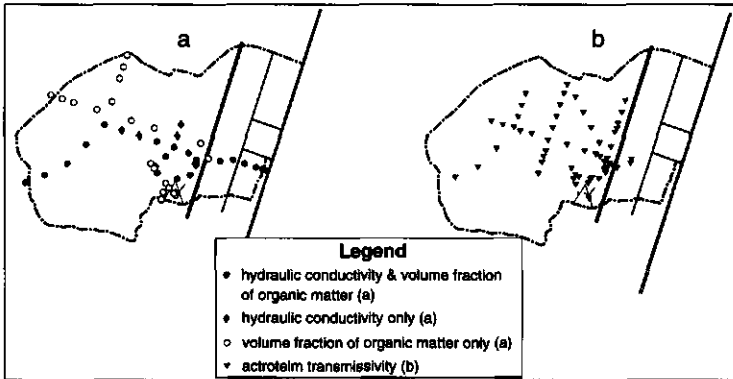 a
b
Legend
hydraulic conductivity & volume fraction
of organic matter (a)
hydraulic conductivity only (a)
volume fraction of organic matter only (a)
actrotelm transmissivity (b)